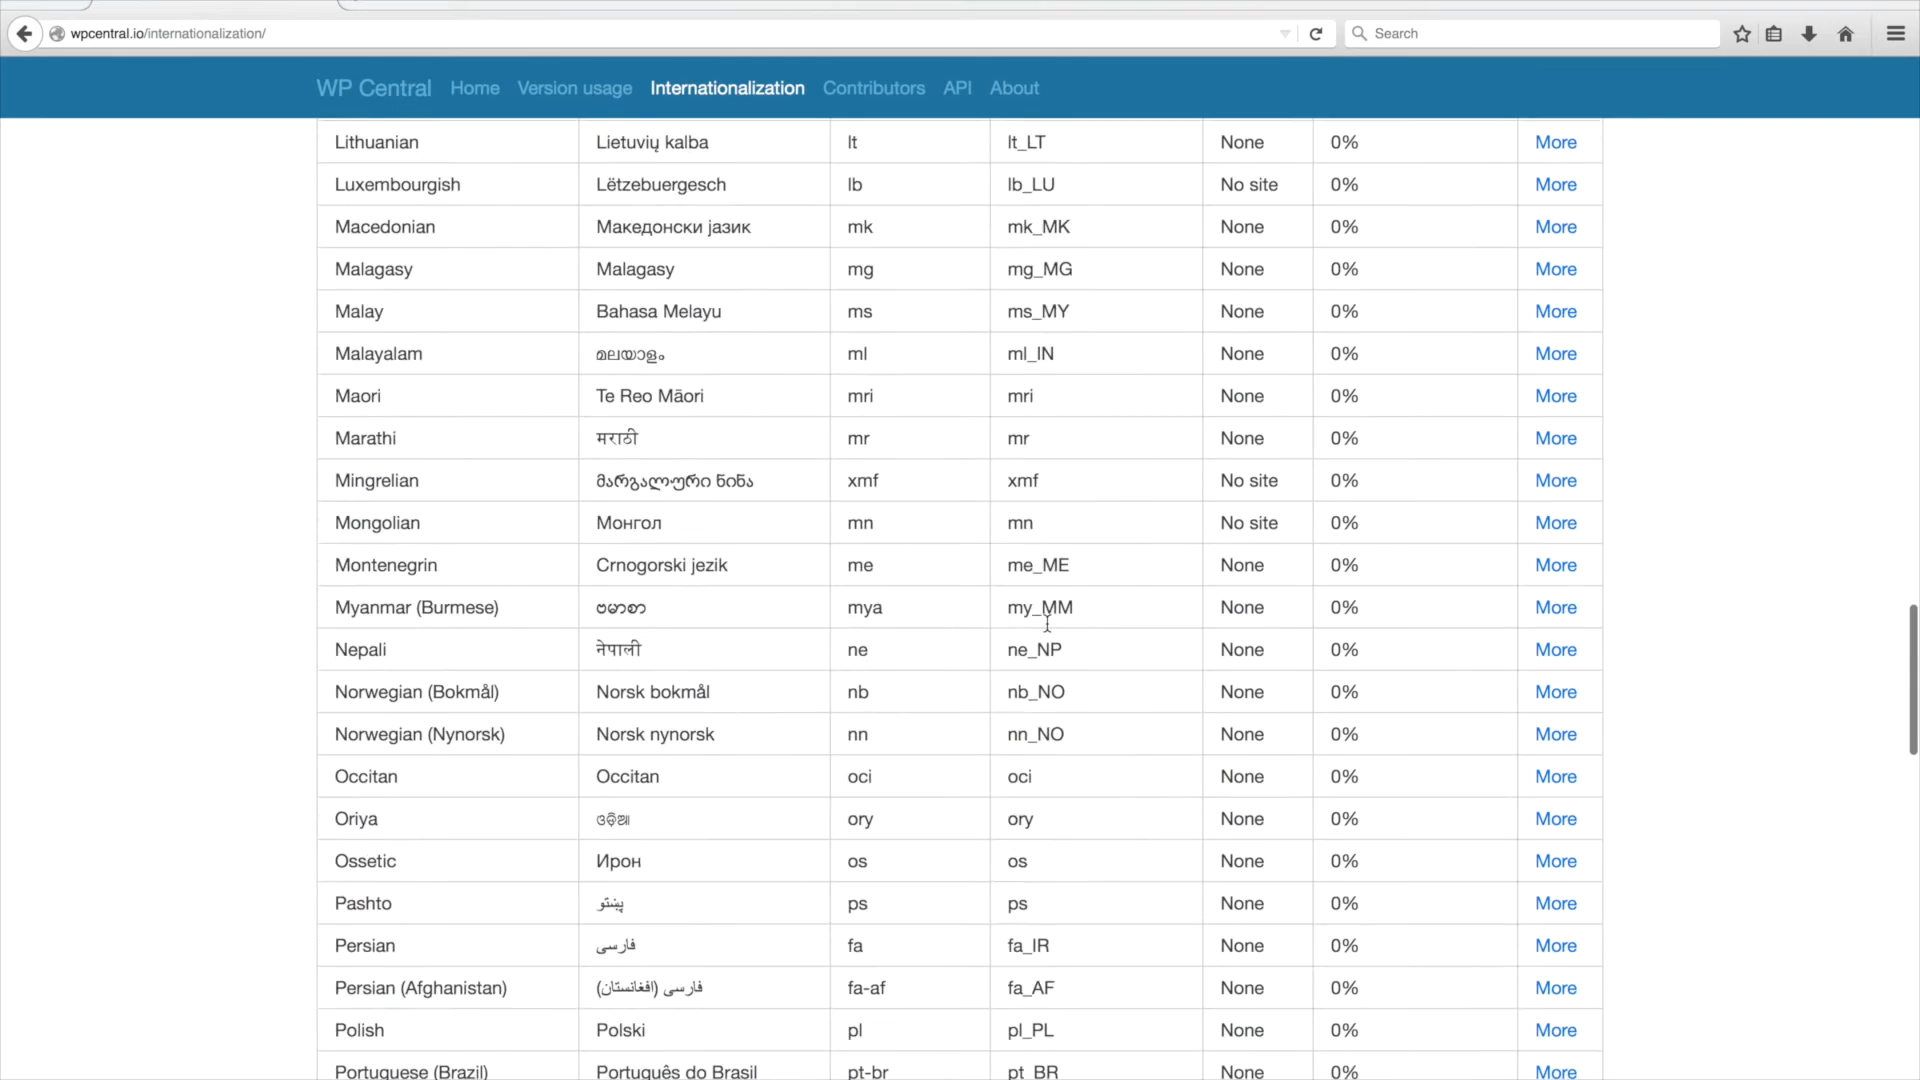 wpcentral.io/internationalization/
Search
WP Central Home Version usage Internationalization Contributors API About
Lithuanian Lietuvių kalba lt lt_LT None 0% More
Luxembourgish Lëtzebuergesch lb lb_LU No site 0% More
Macedonian Македонски јазик mk mk_MK None 0% More
Malagasy Malagasy mg mg_MG None 0% More
Malay Bahasa Melayu ms ms_MY None 0% More
Malayalam മലയാളം ml ml_IN None 0% More
Maori Te Reo Māori mri mri None 0% More
Marathi मराठी mr mr None 0% More
Mingrelian მარგალური ნინა xmf xmf No site 0% More
Mongolian Монгол mn mn No site 0% More
Montenegrin Crnogorski jezik me me_ME None 0% More
Myanmar (Burmese) ဗမာစာ mya my_MM None 0% More
Nepali नेपाली ne ne_NP None 0% More
Norwegian (Bokmål) Norsk bokmål nb nb_NO None 0% More
Norwegian (Nynorsk) Norsk nynorsk nn nn_NO None 0% More
Occitan Occitan oci oci None 0% More
Oriya ଓଡ଼ିଆ ory ory None 0% More
Ossetic Ирон os os None 0% More
Pashto پښتو ps ps None 0% More
Persian فارسی fa fa_IR None 0% More
Persian (Afghanistan) (فارسی (افغانستان fa-af fa_AF None 0% More
Polish Polski pl pl_PL None 0% More
Portuguese (Brazil) Português do Brasil pt-br pt_BR None 0% More